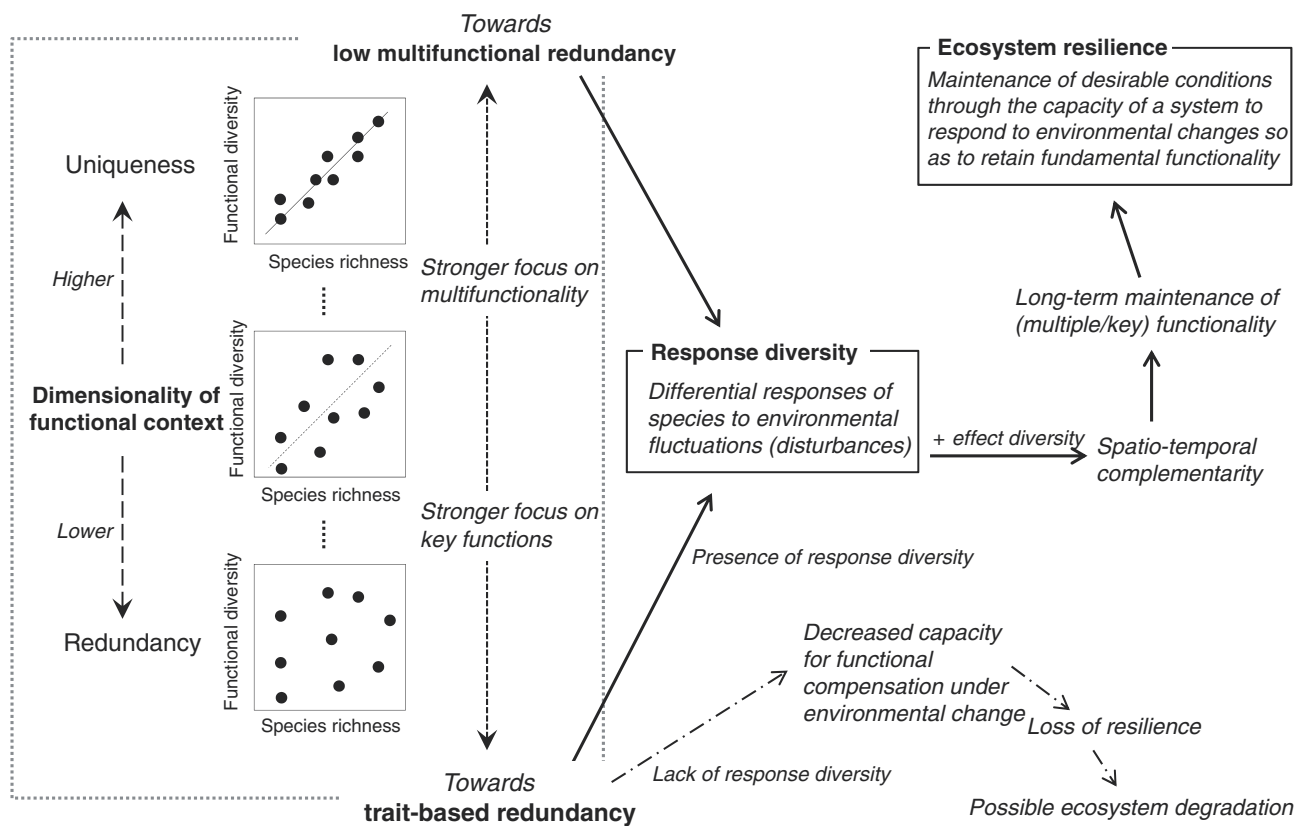 Towards
low multifunctional redundancy
Uniqueness
Higher
Dimensionality of
functional context
Lower
Redundancy
Functional diversity
Species richness
Functional diversity
Species richness
Functional diversity
Species richness
Stronger focus on
multifunctionality
Stronger focus on
key functions
Towards
trait-based redundancy
Response diversity
Differential responses of
species to environmental
fluctuations (disturbances)
+ effect diversity
Spatio-temporal
complementarity
Long-term maintenance of
(multiple/key) functionality
Ecosystem resilience
Maintenance of desirable conditions
through the capacity of a system to
respond to environmental changes so
as to retain fundamental functionality
Presence of response diversity
Lack of response diversity
Decreased capacity
for functional
compensation under
environmental change
Loss of resilience
Possible ecosystem degradation